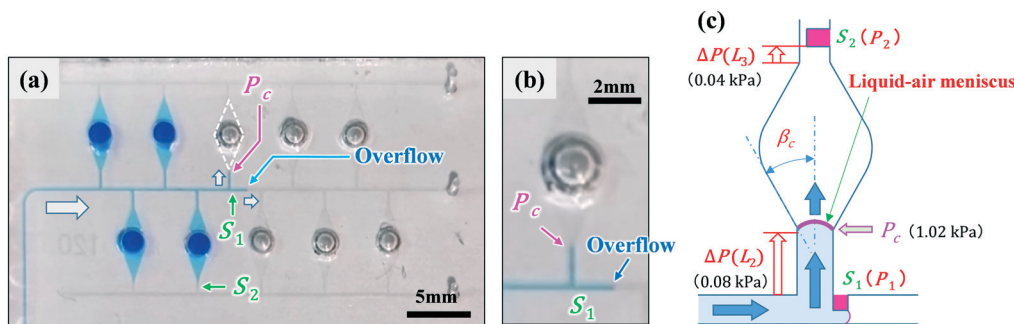 (a)
P_c
Overflow
S_1
S_2
120
5mm
(b)
2mm
P_c
Overflow
S_1
(c)
S_2 (P_2)
ΔP(L_3)
(0.04 kPa)
Liquid-air meniscus
β_c
P_c (1.02 kPa)
ΔP(L_2)
(0.08 kPa)
S_1 (P_1)